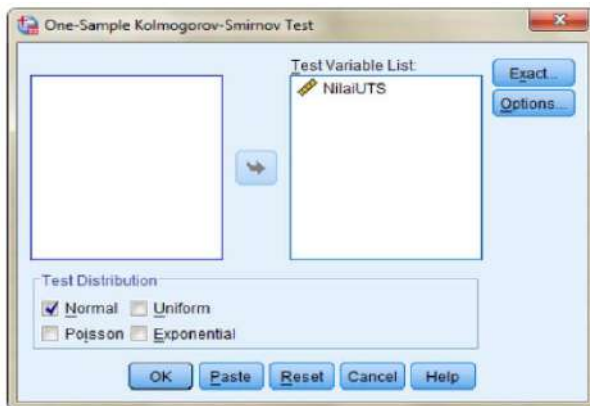 One-Sample Kolmogorov-Smirnov Test
Test Variable List:
NilaiUTS
Exact...
Options...
Test Distribution
Normal Uniform
Poisson Exponential
OK Paste Reset Cancel Help